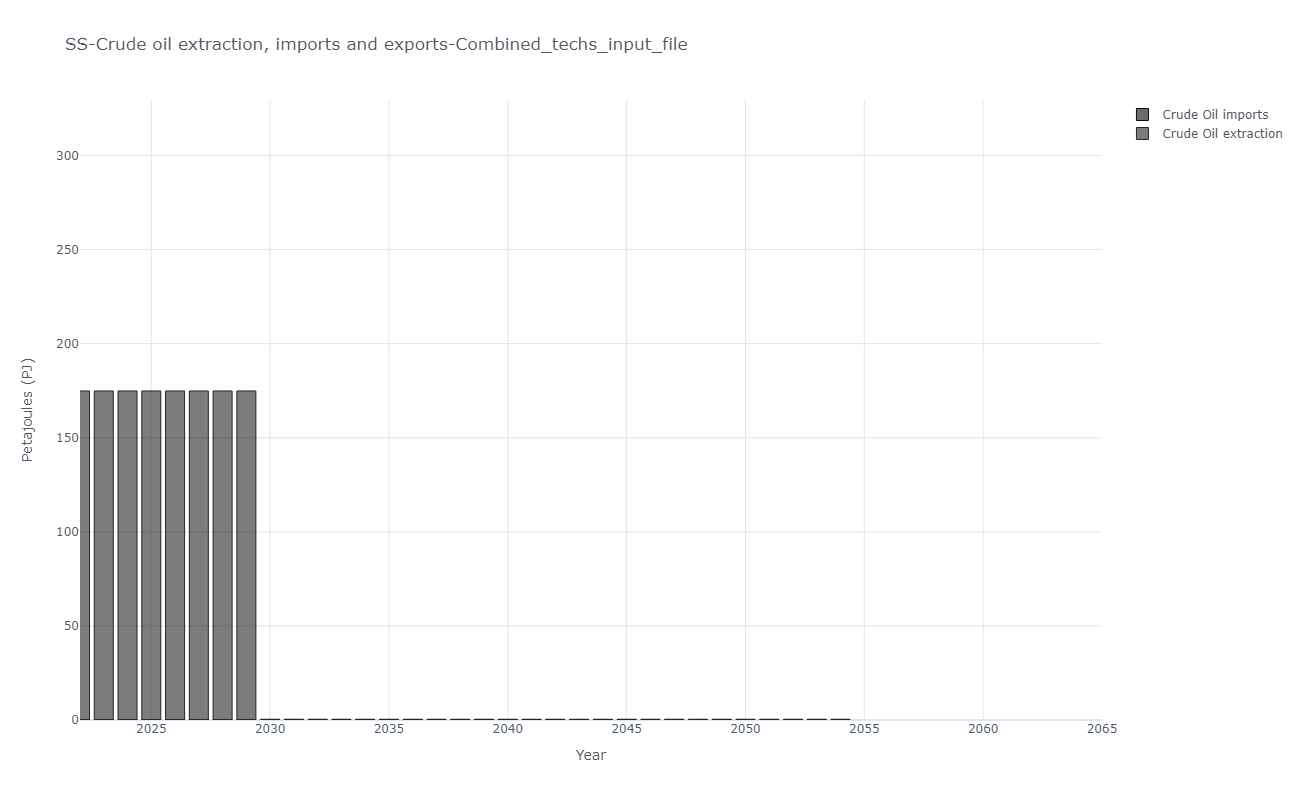 SS-Crude oil extraction, imports and exports-Combined_techs_input_file
Crude Oil imports
Crude Oil extraction
Petajoules (PJ)
300
250
200
150
100
50
0
2025 2030 2035 2040 2045 2050 2055 2060 2065
Year